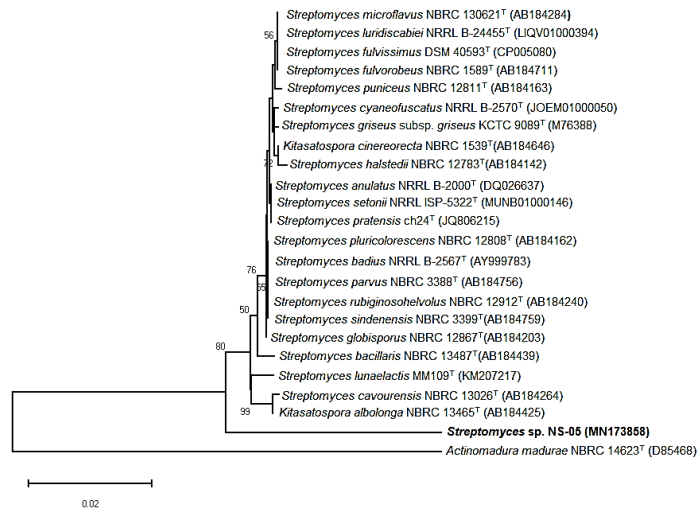 Streptomyces microflavus NBRC 130621ᵀ (AB184284)
56
Streptomyces luridiscabiei NRRL B-24455ᵀ (LIQV01000394)
Streptomyces fulvissimus DSM 40593ᵀ (CP005080)
Streptomyces fulvorobeus NBRC 1589ᵀ (AB184711)
Streptomyces puniceus NBRC 12811ᵀ (AB184163)
Streptomyces cyaneofuscatus NRRL B-2570ᵀ (JOEM01000050)
Streptomyces griseus subsp. griseus KCTC 9089ᵀ (M76388)
Kitasatospora cinereorecta NBRC 1539ᵀ(AB184646)
72
Streptomyces halstedii NBRC 12783ᵀ(AB184142)
Streptomyces anulatus NRRL B-2000ᵀ (DQ026637)
Streptomyces setonii NRRL ISP-5322ᵀ (MUNB01000146)
Streptomyces pratensis ch24ᵀ (JQ806215)
Streptomyces pluricolorescens NBRC 12808ᵀ (AB184162)
Streptomyces badius NRRL B-2567ᵀ (AY999783)
76
Streptomyces parvus NBRC 3388ᵀ (AB184756)
55
Streptomyces rubiginosohelvolus NBRC 12912ᵀ (AB184240)
50
Streptomyces sindenensis NBRC 3399ᵀ(AB184759)
Streptomyces globisporus NBRC 12867ᵀ(AB184203)
80
Streptomyces bacillaris NBRC 13487ᵀ(AB184439)
Streptomyces lunaelactis MM109ᵀ (KM207217)
Streptomyces cavourensis NBRC 13026ᵀ (AB184264)
99
Kitasatospora albolonga NBRC 13465ᵀ (AB184425)
Streptomyces sp. NS-05 (MN173858)
Actinomadura madurae NBRC 14623ᵀ (D85468)
0.02